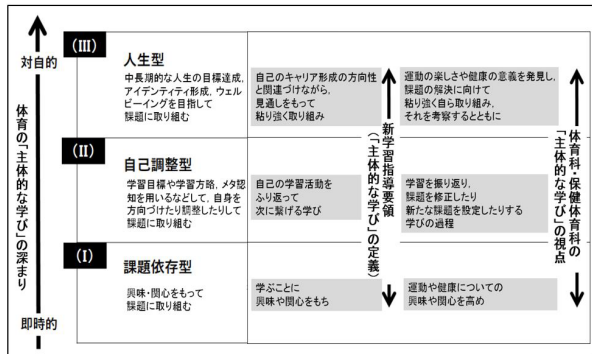 対自的
体育の「主体的な学び」の深まり
即時的
(Ⅲ)
人生型
中長期的な人生の目標達成,
アイデンティティ形成, ウェル
ビーイングを目指して
課題に取り組む
自己のキャリア形成の方向性
と関連づけながら,
見通しをもって
粘り強く取り組み
運動の楽しさや健康の意義を発見し,
課題の解決に向けて
粘り強く自ら取り組み,
それを考察するとともに
(Ⅱ)
自己調整型
学習目標や学習方略, メタ認
知を用いるなどして, 自身を
方向づけたり調整したりして
課題に取り組む
自己の学習活動を
ふり返って
次に繋げる学び
学習を振り返り,
課題を修正したり
新たな課題を設定したりする
学びの過程
(Ⅰ)
課題依存型
興味・関心をもって
課題に取り組む
学ぶことに
興味や関心をもち
運動や健康についての
興味や関心を高め
新学習指導要領
(「主体的な学び」の定義)
体育科・保健体育科の
「主体的な学び」の視点